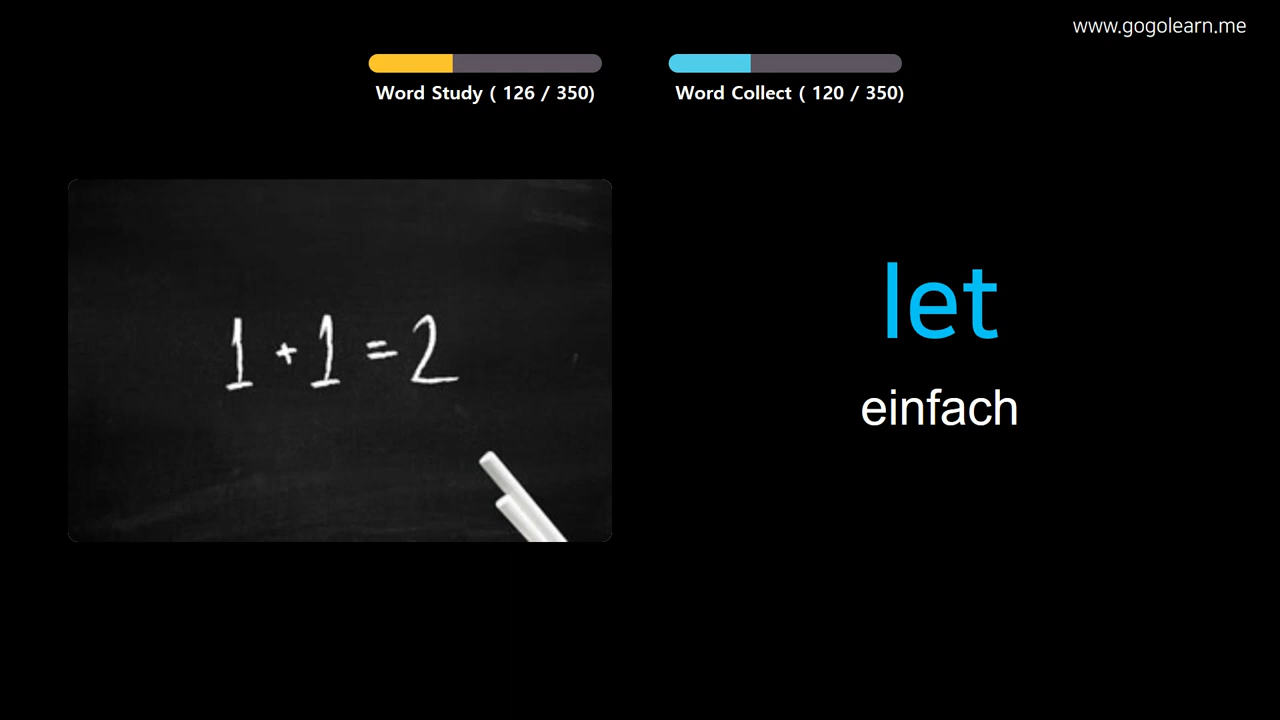 www.gogolearn.me
Word Study ( 126 / 350)
Word Collect ( 120 / 350)
1 + 1 = 2
let
einfach